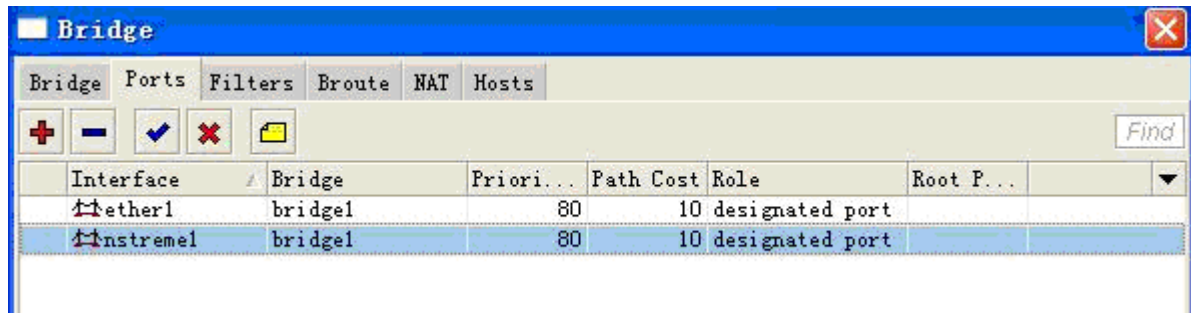 Bridge
Bridge Ports Filters Broute NAT Hosts
Find
Interface Bridge Priori... Path Cost Role Root P...
ether1 bridge1 80 10 designated port
nstreme1 bridge1 80 10 designated port